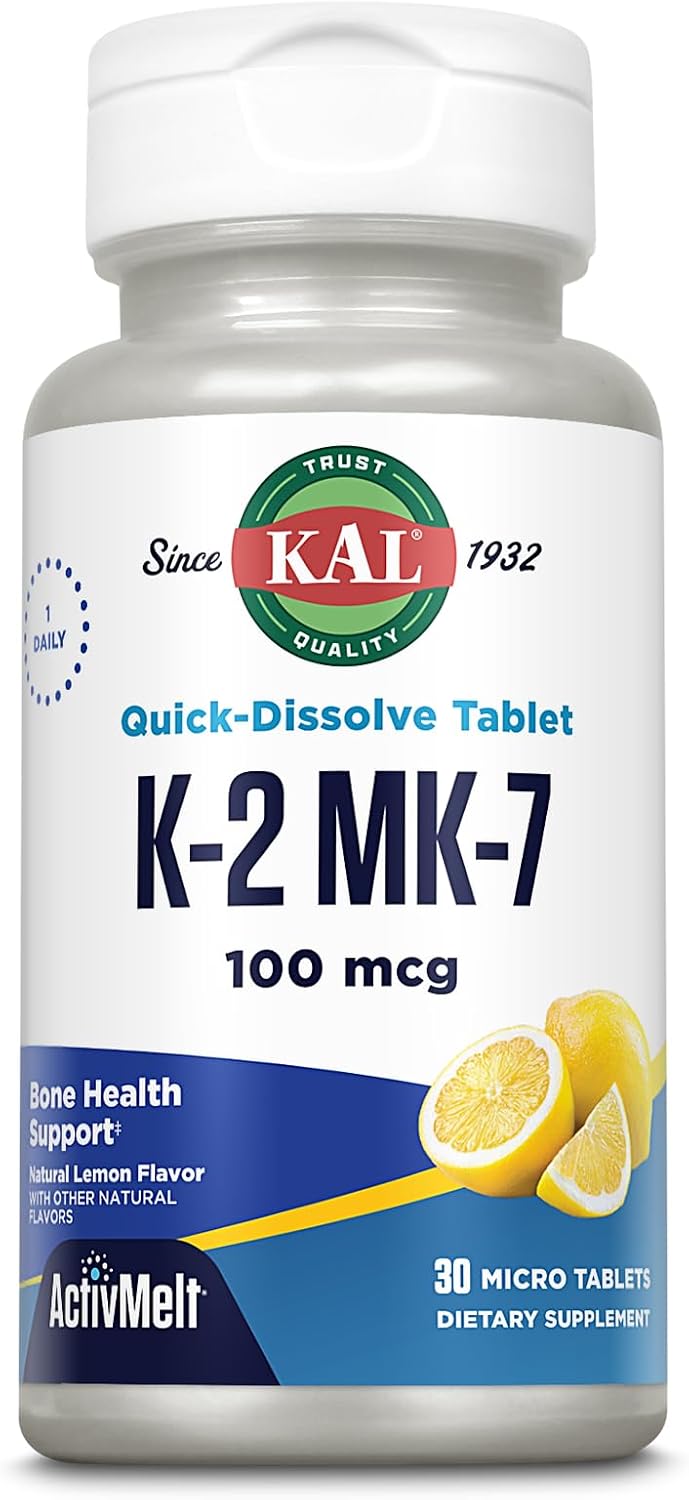 TRUST
Since KAL® 1932
QUALITY
1
DAILY
Quick-Dissolve Tablet
K-2 MK-7
100 mcg
Bone Health
Support‡
Natural Lemon Flavor
WITH OTHER NATURAL
FLAVORS
ActivMelt
30 MICRO TABLETS
DIETARY SUPPLEMENT